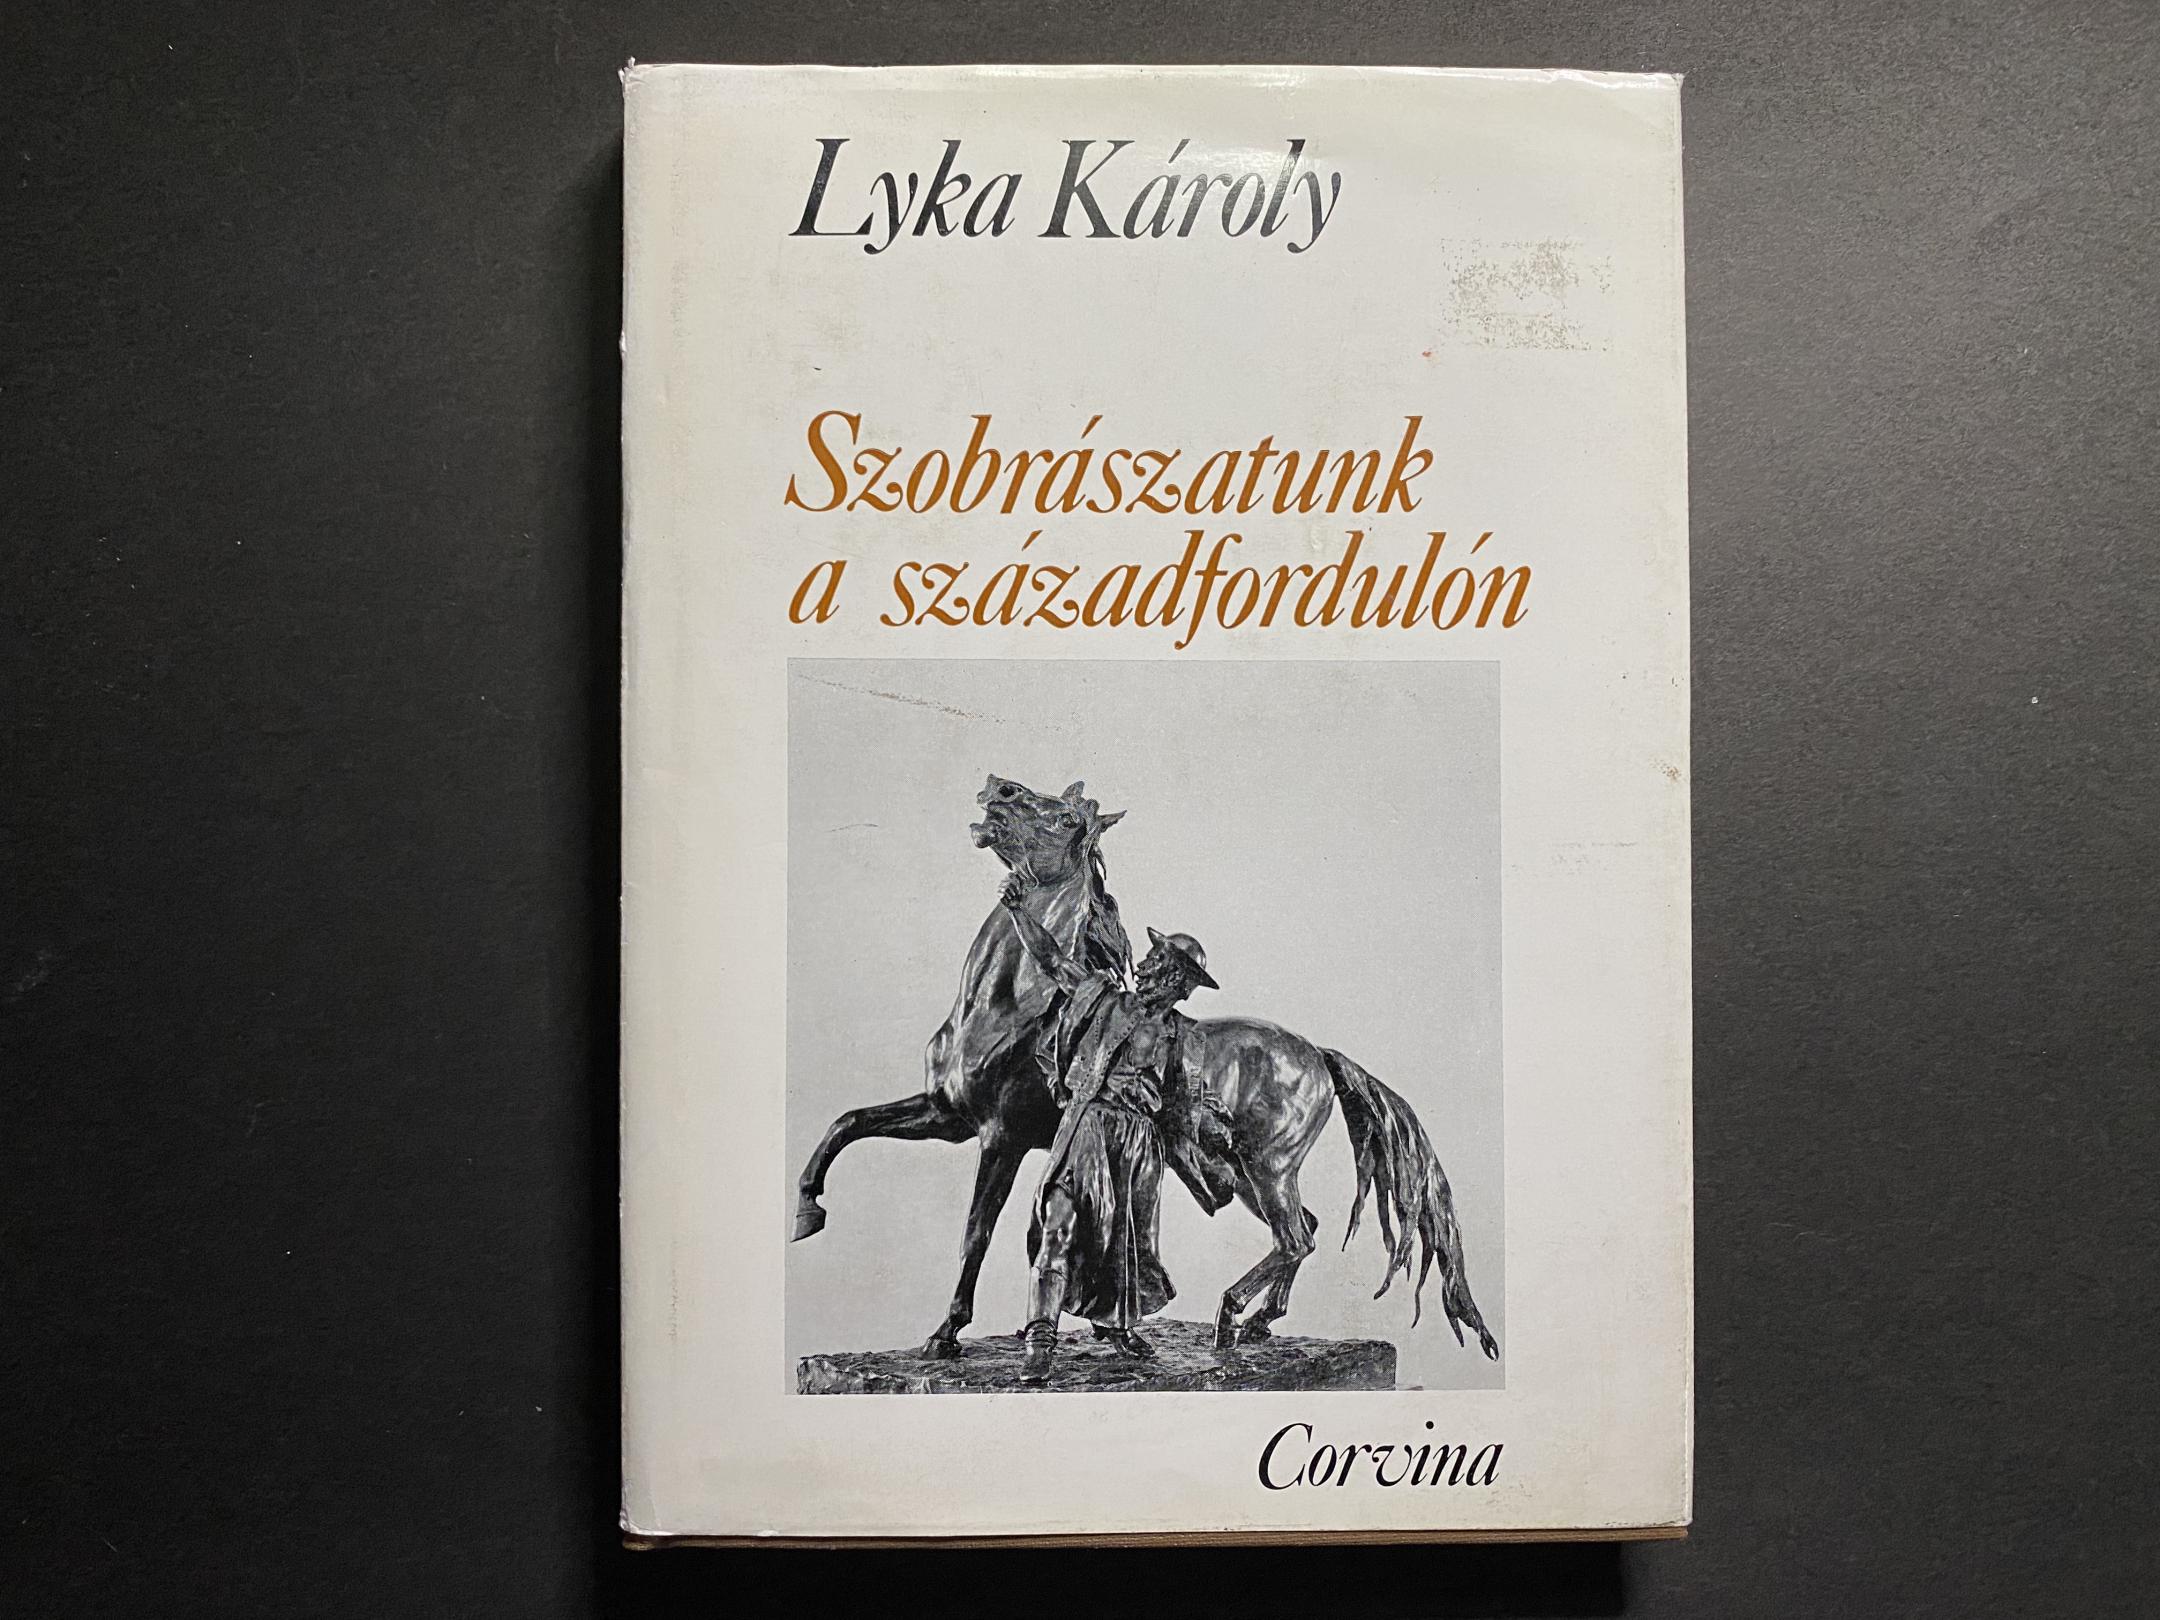 Lyka Károly
Szobrászatunk
a századfordulón
Corvina